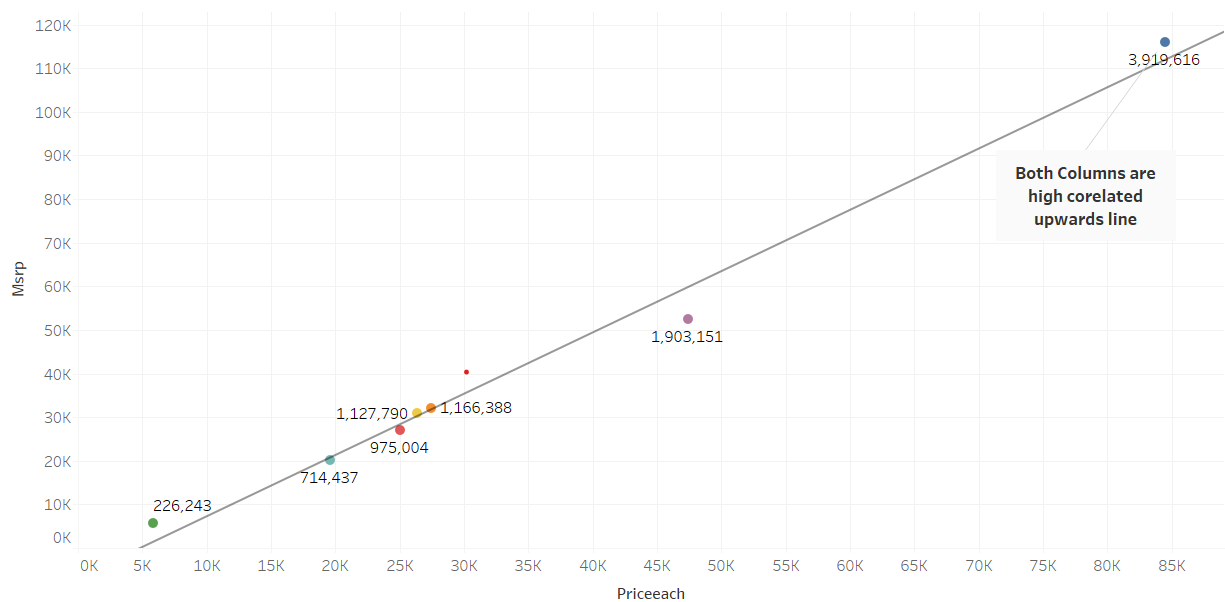 120K
110K
100K
90K
80K
70K
60K
50K
40K
30K
20K
10K
0K
Msrp
3,919,616
Both Columns are
high corelated
upwards line
1,903,151
1,127,790
1,166,388
975,004
714,437
226,243
0K 5K 10K 15K 20K 25K 30K 35K 40K 45K 50K 55K 60K 65K 70K 75K 80K 85K
Priceeach